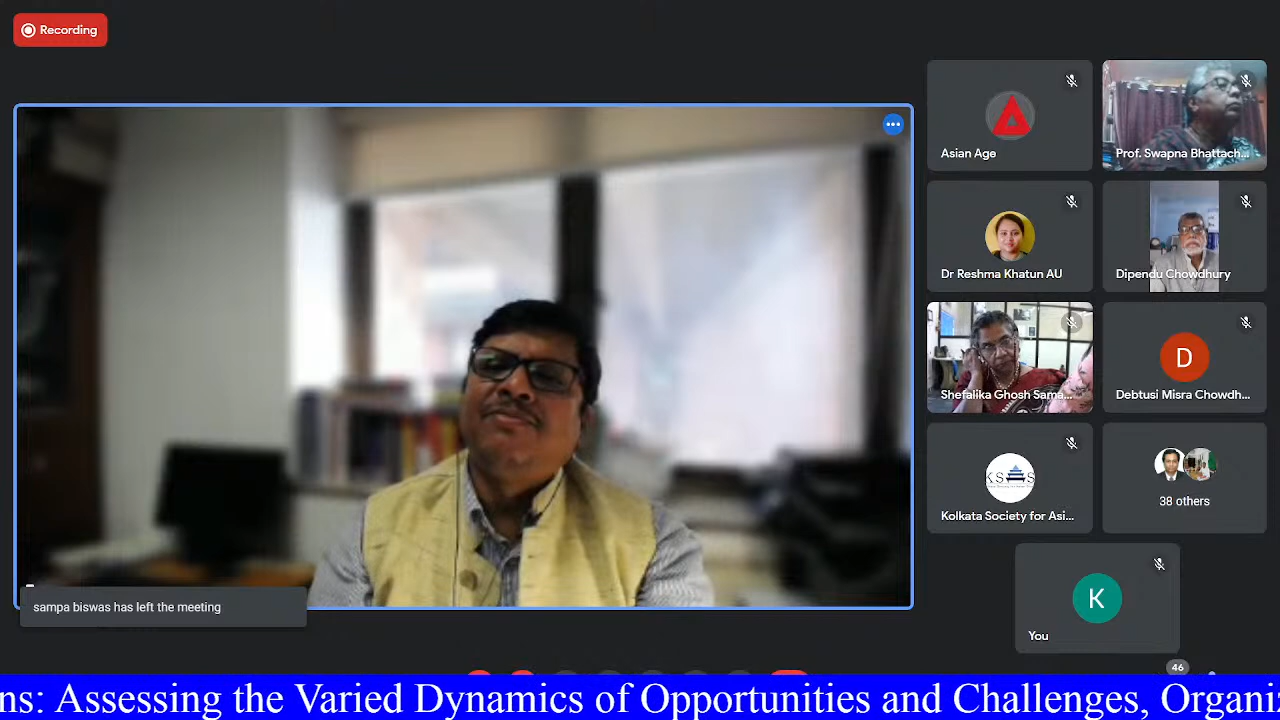 Recording
Asian Age
Prof. Swapna Bhattach...
Dr Reshma Khatun AU
Dipendu Chowdhury
Shefalika Ghosh Sama...
D
Debtusi Misra Chowdh...
KS S
Kolkata Society for Asi...
38 others
K
You
sampa biswas has left the meeting
46
ns: Assessing the Varied Dynamics of Opportunities and Challenges, Organiz